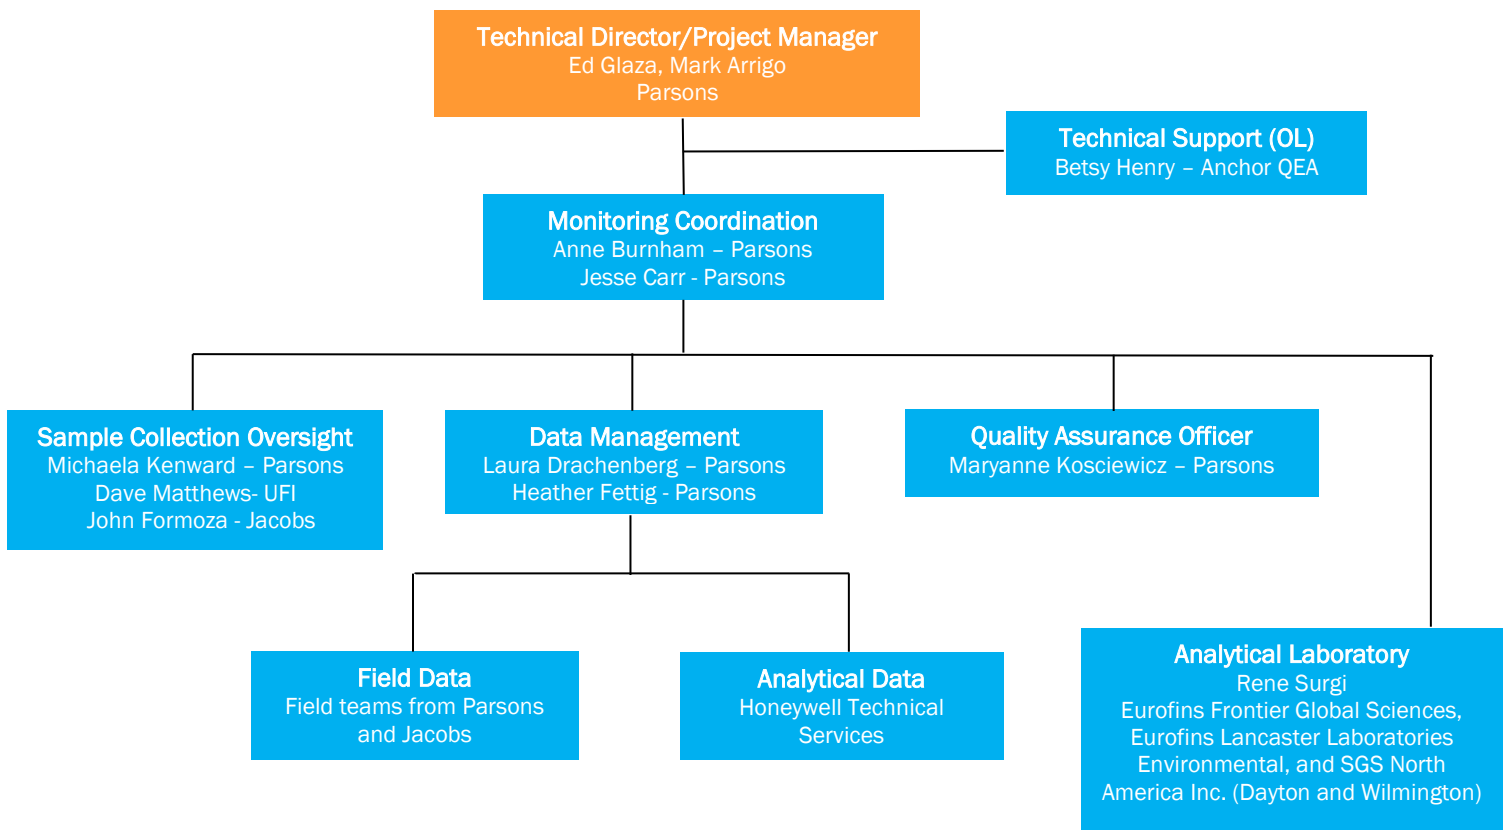 Technical Director/Project Manager
Ed Glaza, Mark Arrigo
Parsons
Technical Support (OL)
Betsy Henry – Anchor QEA
Monitoring Coordination
Anne Burnham – Parsons
Jesse Carr - Parsons
Sample Collection Oversight
Michaela Kenward – Parsons
Dave Matthews- UFI
John Formoza - Jacobs
Data Management
Laura Drachenberg – Parsons
Heather Fettig - Parsons
Quality Assurance Officer
Maryanne Kosciewicz – Parsons
Field Data
Field teams from Parsons
and Jacobs
Analytical Data
Honeywell Technical
Services
Analytical Laboratory
Rene Surgi
Eurofins Frontier Global Sciences,
Eurofins Lancaster Laboratories
Environmental, and SGS North
America Inc. (Dayton and Wilmington)